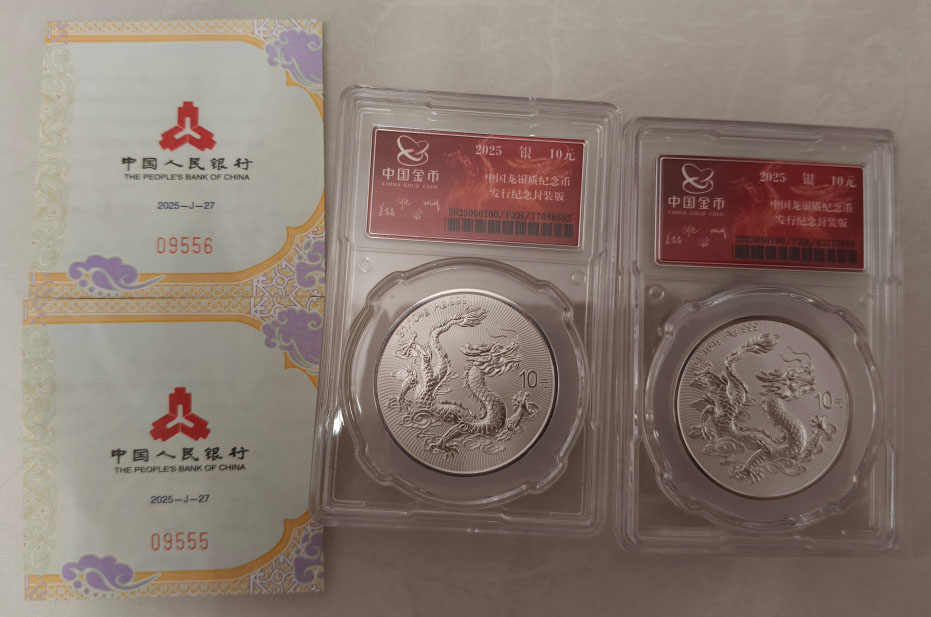 中国人民银行
THE PEOPLE'S BANK OF CHINA
2025-J-27
09556
中国人民银行
THE PEOPLE'S BANK OF CHINA
2025-J-27
09555
中国金币
CHINA GOLD COIN
2025 银 10元
中国龙银质纪念币
发行纪念封装版
10元
中国金币
CHINA GOLD COIN
2025 银 10元
中国龙银质纪念币
发行纪念封装版
10元